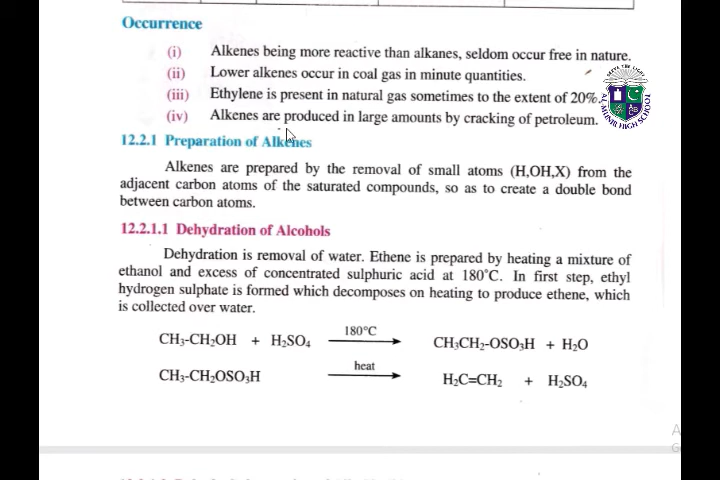 Occurrence
(i) Alkenes being more reactive than alkanes, seldom occur free in nature.
(ii) Lower alkenes occur in coal gas in minute quantities.
(iii) Ethylene is present in natural gas sometimes to the extent of 20%.
(iv) Alkenes are produced in large amounts by cracking of petroleum.
AL MUNIR HIGH SCHOOL
12.2.1 Preparation of Alkenes
Alkenes are prepared by the removal of small atoms (H,OH,X) from the
adjacent carbon atoms of the saturated compounds, so as to create a double bond
between carbon atoms.
12.2.1.1 Dehydration of Alcohols
Dehydration is removal of water. Ethene is prepared by heating a mixture of
ethanol and excess of concentrated sulphuric acid at 180°C. In first step, ethyl
hydrogen sulphate is formed which decomposes on heating to produce ethene, which
is collected over water.
CH₃-CH₂OH + H₂SO₄ 180°C → CH₃CH₂-OSO₃H + H₂O
CH₃-CH₂OSO₃H heat → H₂C=CH₂ + H₂SO₄